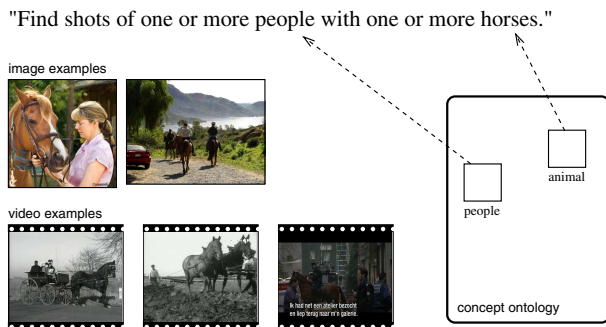 "Find shots of one or more people with one or more horses."
image examples
animal
people
video examples
Ik had net een atelier bezocht
en liep terug naar m'n galerie.
concept ontology